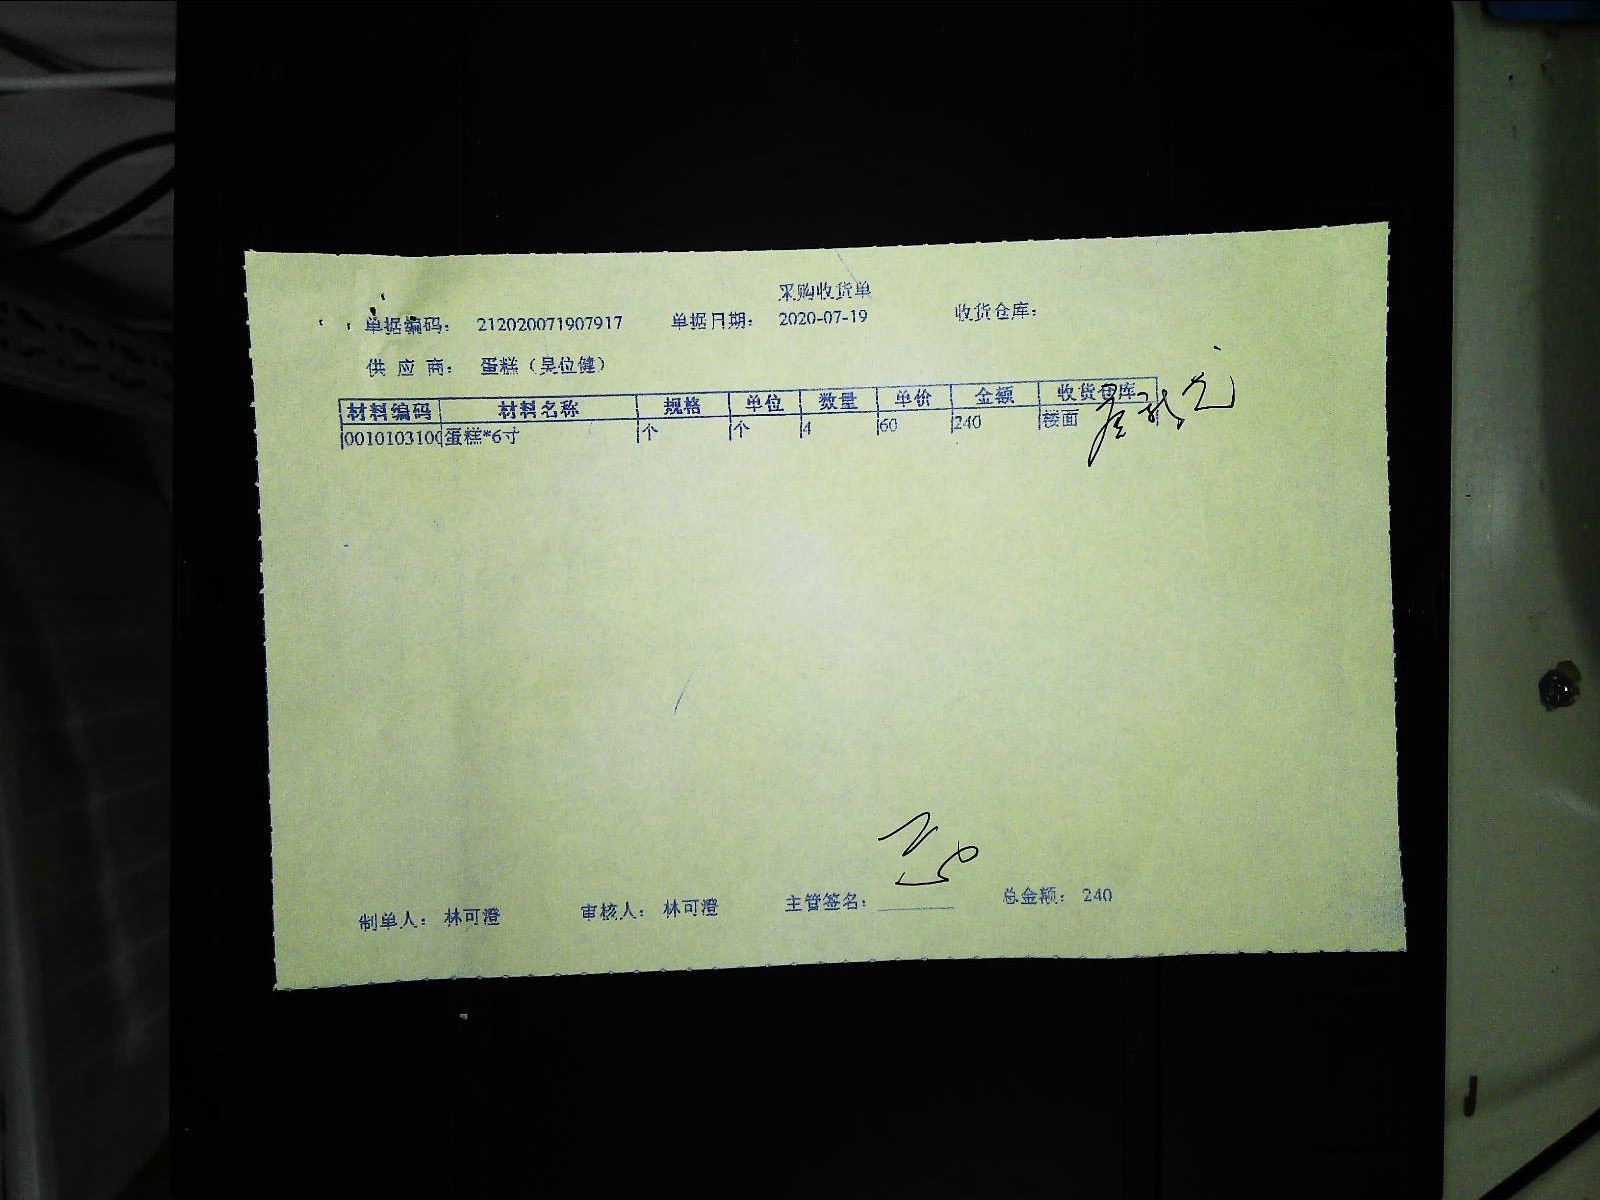 采购收货单
单据编码： 212020071907917 单据日期： 2020-07-19 收货仓库：
供 应 商： 蛋糕（吴位健）
材料编码 材料名称 规格 单位 数量 单价 金额 收货仓库
0010103100 蛋糕*6寸 个 个 4 60 240 楼面
制单人： 林可澄 审核人： 林可澄 主管签名： 总金额： 240